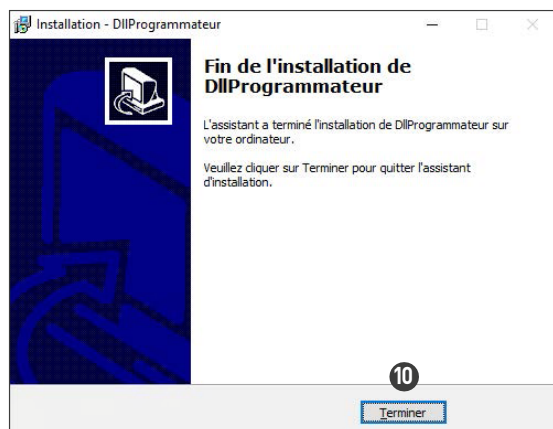 Installation - DllProgrammateur
Fin de l'installation de
DllProgrammateur
L'assistant a terminé l'installation de DllProgrammateur sur
votre ordinateur.
Veuillez cliquer sur Terminer pour quitter l'assistant
d'installation.
10
Terminer